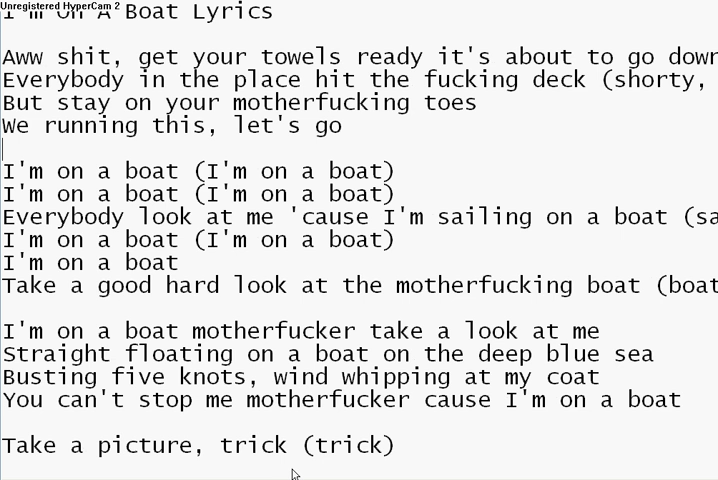 Unregistered HyperCam 2
I'm On A Boat Lyrics
Aww shit, get your towels ready it's about to go down
Everybody in the place hit the fucking deck (shorty,
But stay on your motherfucking toes
We running this, let's go
I'm on a boat (I'm on a boat)
I'm on a boat (I'm on a boat)
Everybody look at me 'cause I'm sailing on a boat (sa
I'm on a boat (I'm on a boat)
I'm on a boat
Take a good hard look at the motherfucking boat (boat
I'm on a boat motherfucker take a look at me
Straight floating on a boat on the deep blue sea
Busting five knots, wind whipping at my coat
You can't stop me motherfucker cause I'm on a boat
Take a picture, trick (trick)